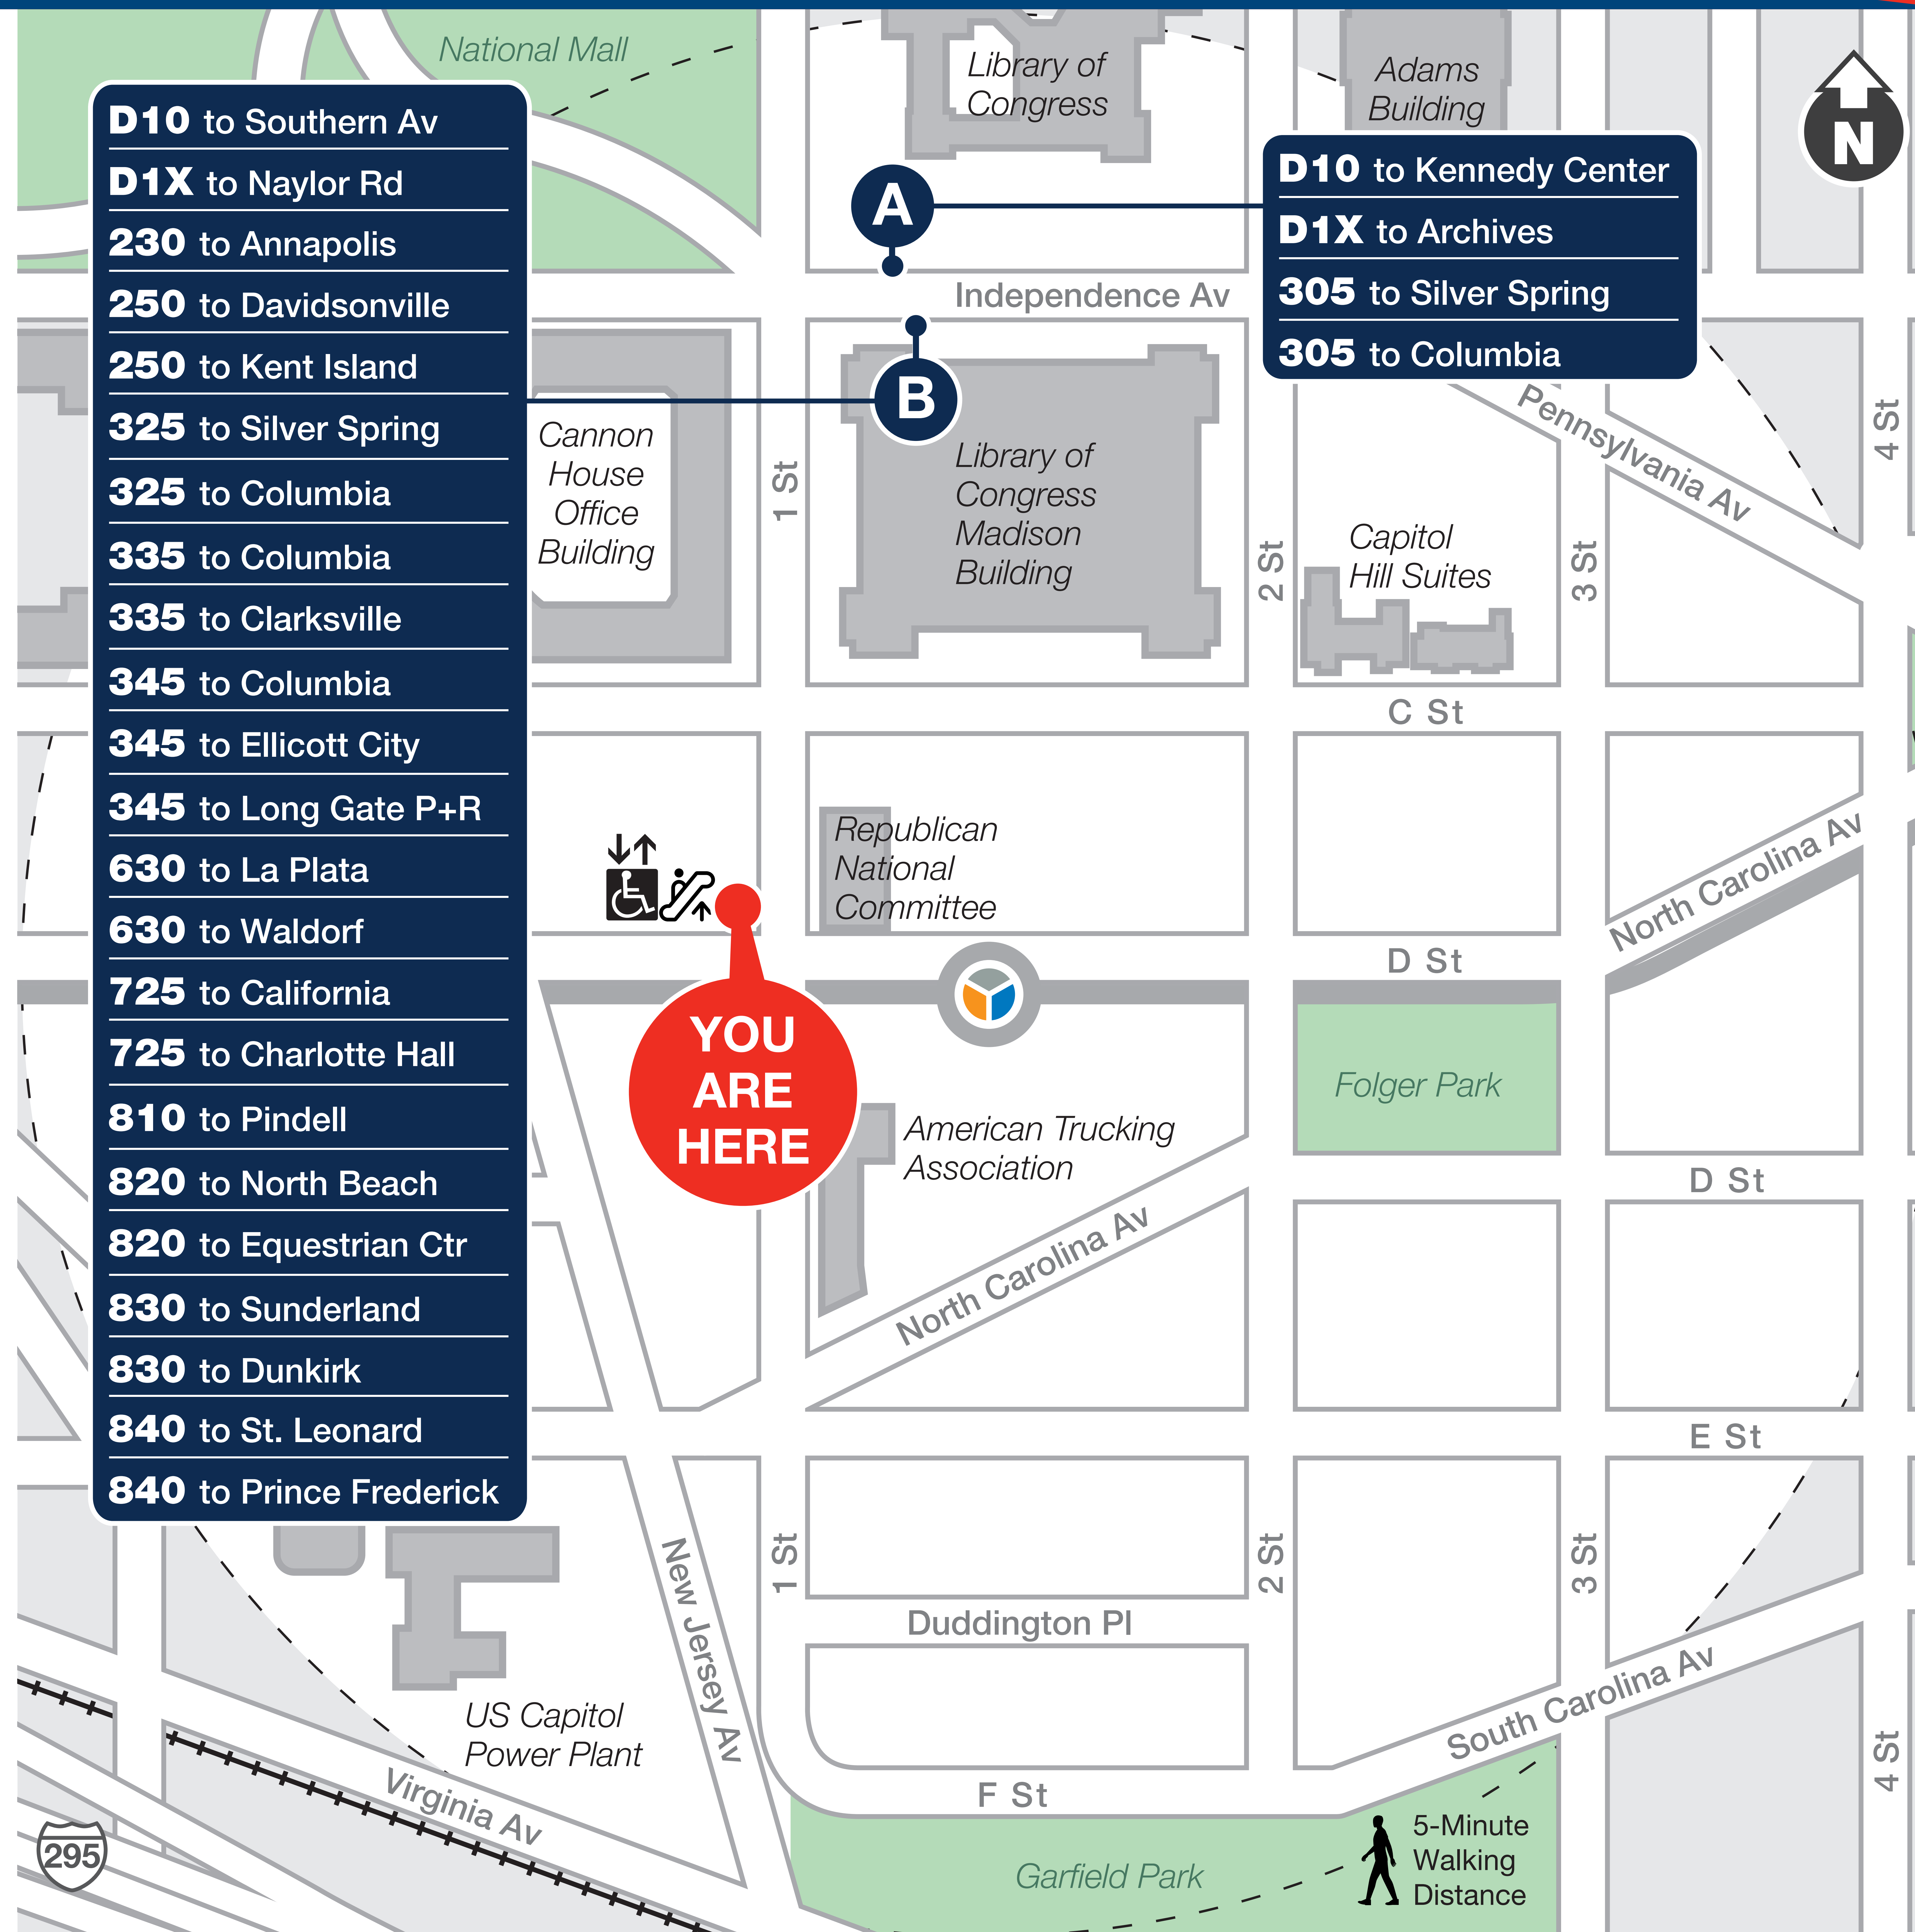 National Mall
Library of
Congress
Adams
Building
N
D10 to Southern Av
D1X to Naylor Rd
230 to Annapolis
250 to Davidsonville
250 to Kent Island
325 to Silver Spring
325 to Columbia
335 to Columbia
335 to Clarksville
345 to Columbia
345 to Ellicott City
345 to Long Gate P+R
630 to La Plata
630 to Waldorf
725 to California
725 to Charlotte Hall
810 to Pindell
820 to North Beach
820 to Equestrian Ctr
830 to Sunderland
830 to Dunkirk
840 to St. Leonard
840 to Prince Frederick
A
D10 to Kennedy Center
D1X to Archives
305 to Silver Spring
305 to Columbia
Independence Av
B
Cannon
House
Office
Building
1 St
Library of
Congress
Madison
Building
2 St
Capitol
Hill Suites
3 St
Pennsylvania Av
4 St
C St
Republican
National
Committee
North Carolina Av
D St
YOU
ARE
HERE
American Trucking
Association
Folger Park
D St
North Carolina Av
E St
New Jersey Av
1 St
2 St
3 St
Duddington Pl
US Capitol
Power Plant
South Carolina Av
4 St
Virginia Av
F St
295
Garfield Park
5-Minute
Walking
Distance